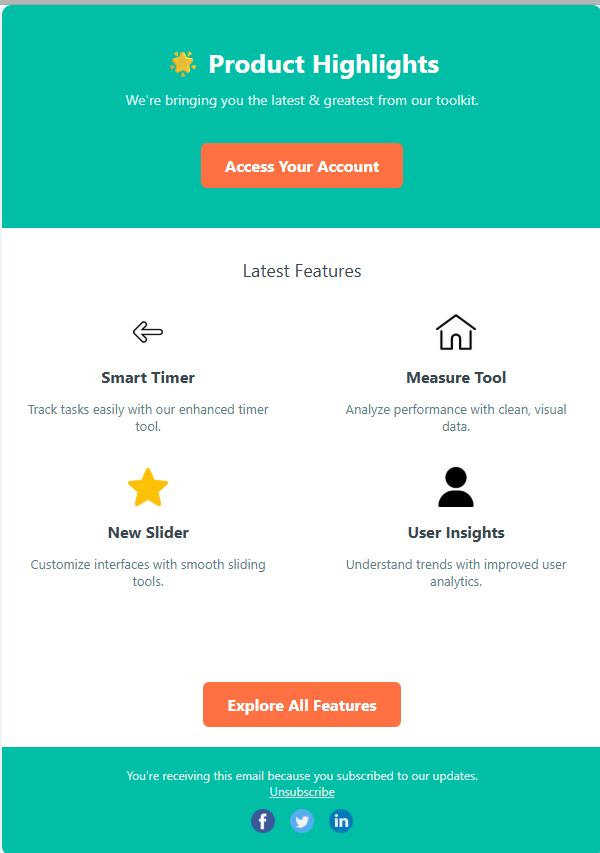 Product Highlights
We're bringing you the latest & greatest from our toolkit.
Access Your Account
Latest Features
Smart Timer
Track tasks easily with our enhanced timer
tool.
Measure Tool
Analyze performance with clean, visual
data.
New Slider
Customize interfaces with smooth sliding
tools.
User Insights
Understand trends with improved user
analytics.
Explore All Features
You're receiving this email because you subscribed to our updates.
Unsubscribe
f
in